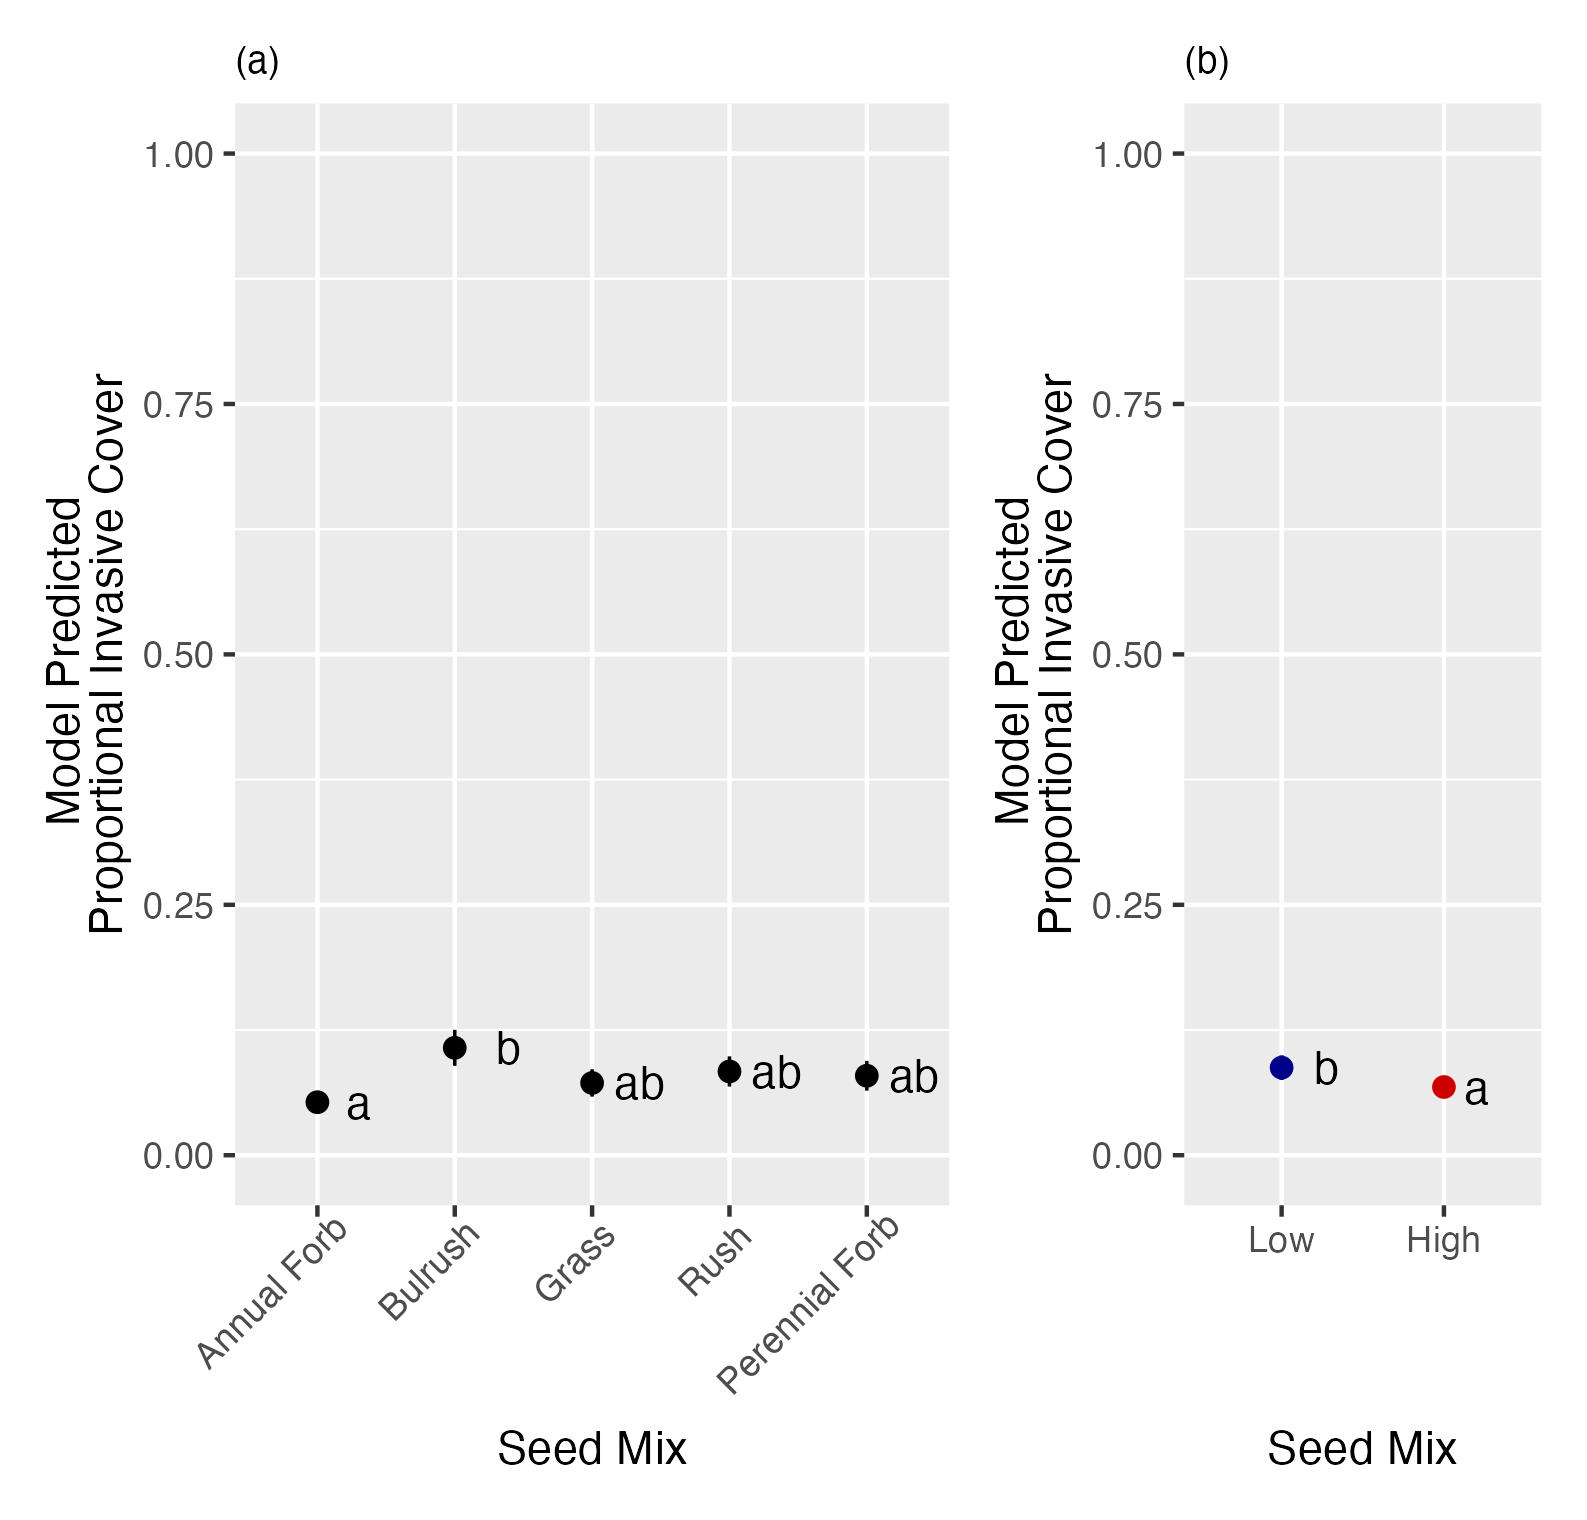 (a)
1.00
0.75
0.50
0.25
0.00
Model Predicted
Proportional Invasive Cover
a
b
ab
ab
ab
Annual Forb
Bulrush
Grass
Rush
Perennial Forb
Seed Mix
(b)
1.00
0.75
0.50
0.25
0.00
Model Predicted
Proportional Invasive Cover
b
a
Low
High
Seed Mix